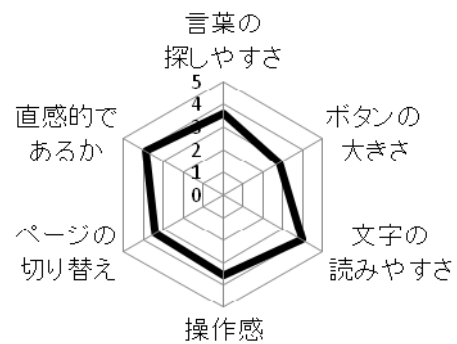 言葉の
探しやすさ
5
4
3
2
1
0
ボタンの
大きさ
文字の
読みやすさ
操作感
ページの
切り替え
直感的で
あるか